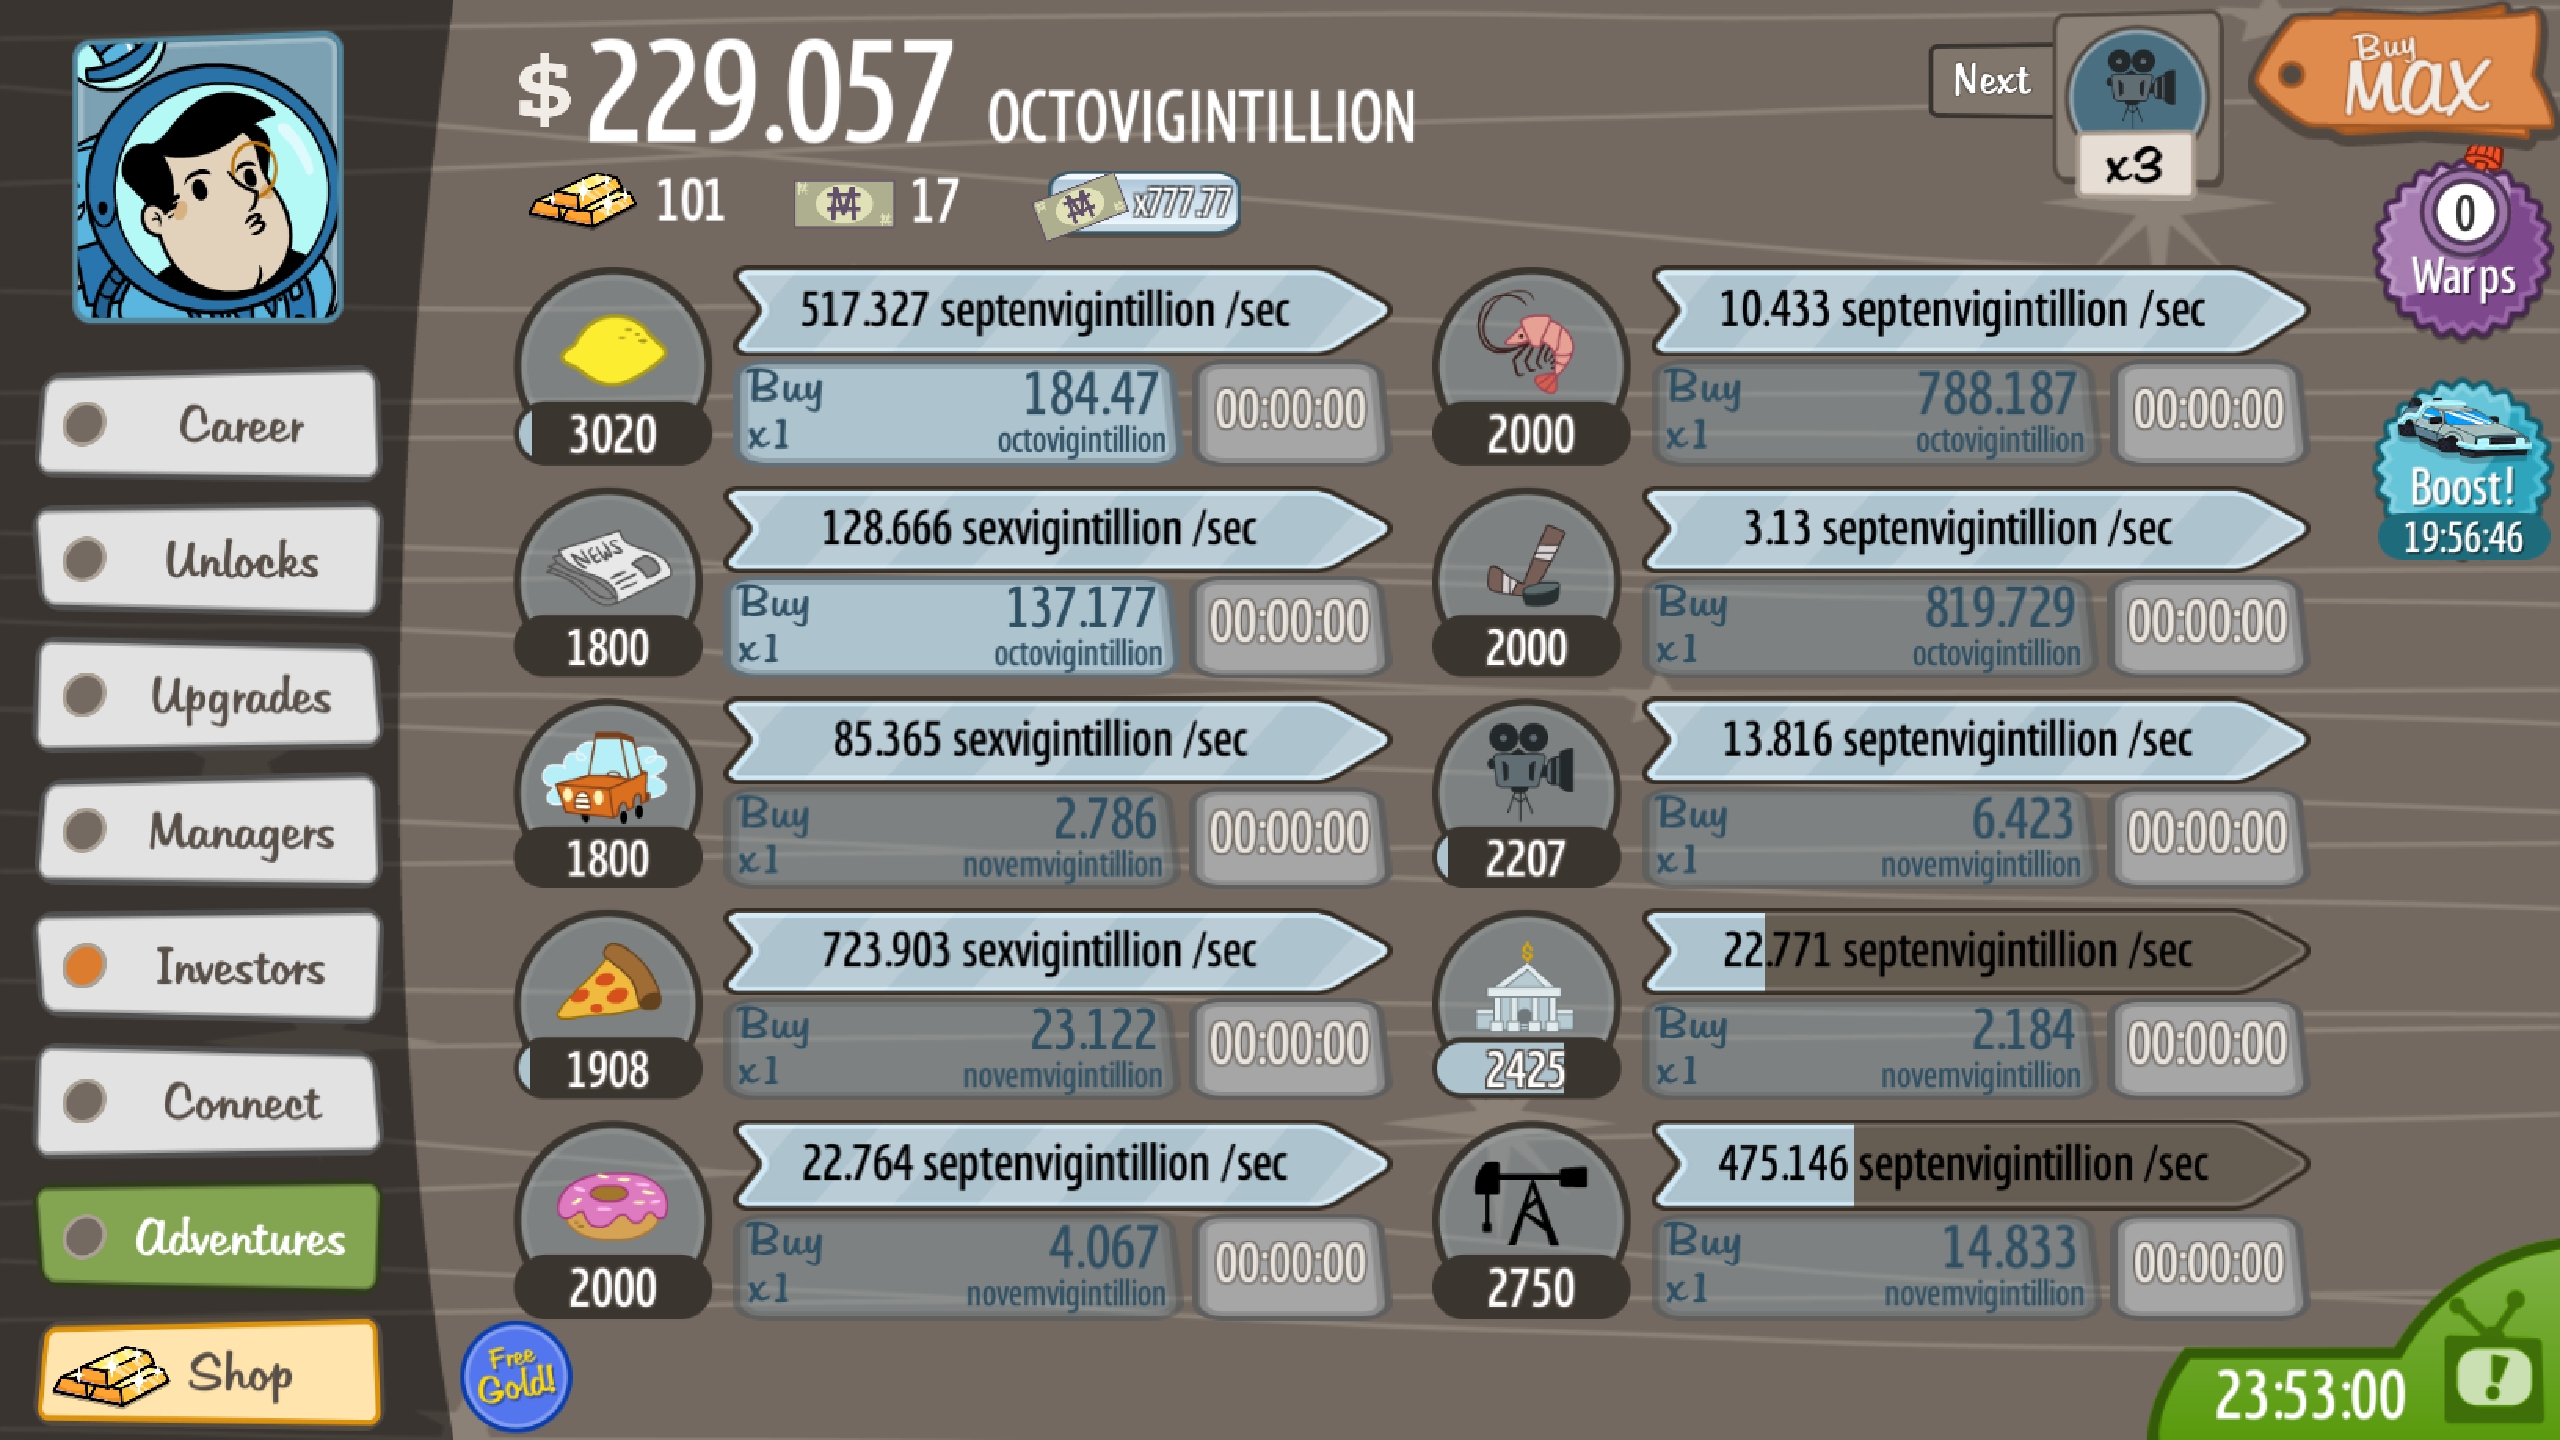 $229.057 OCTOVIGINTILLION
101 17 x777.77
Next
x3
Buy
MAX
0
Warps
Boost!
19:56:46
Career
Unlocks
Upgrades
Managers
Investors
Connect
Adventures
Shop
517.327 septenvigintillion /sec
Buy 184.47
x1 octovigintillion
00:00:00
3020
NEWS
128.666 sexvigintillion /sec
Buy 137.177
x1 octovigintillion
00:00:00
1800
85.365 sexvigintillion /sec
Buy 2.786
x1 novemvigintillion
00:00:00
1800
723.903 sexvigintillion /sec
Buy 23.122
x1 novemvigintillion
00:00:00
1908
22.764 septenvigintillion /sec
Buy 4.067
x1 novemvigintillion
00:00:00
2000
10.433 septenvigintillion /sec
Buy 788.187
x1 octovigintillion
00:00:00
2000
3.13 septenvigintillion /sec
Buy 819.729
x1 octovigintillion
00:00:00
2000
13.816 septenvigintillion /sec
Buy 6.423
x1 novemvigintillion
00:00:00
2207
$
22.771 septenvigintillion /sec
Buy 2.184
x1 novemvigintillion
00:00:00
2425
475.146 septenvigintillion /sec
Buy 14.833
x1 novemvigintillion
00:00:00
2750
Free
Gold!
23:53:00
!